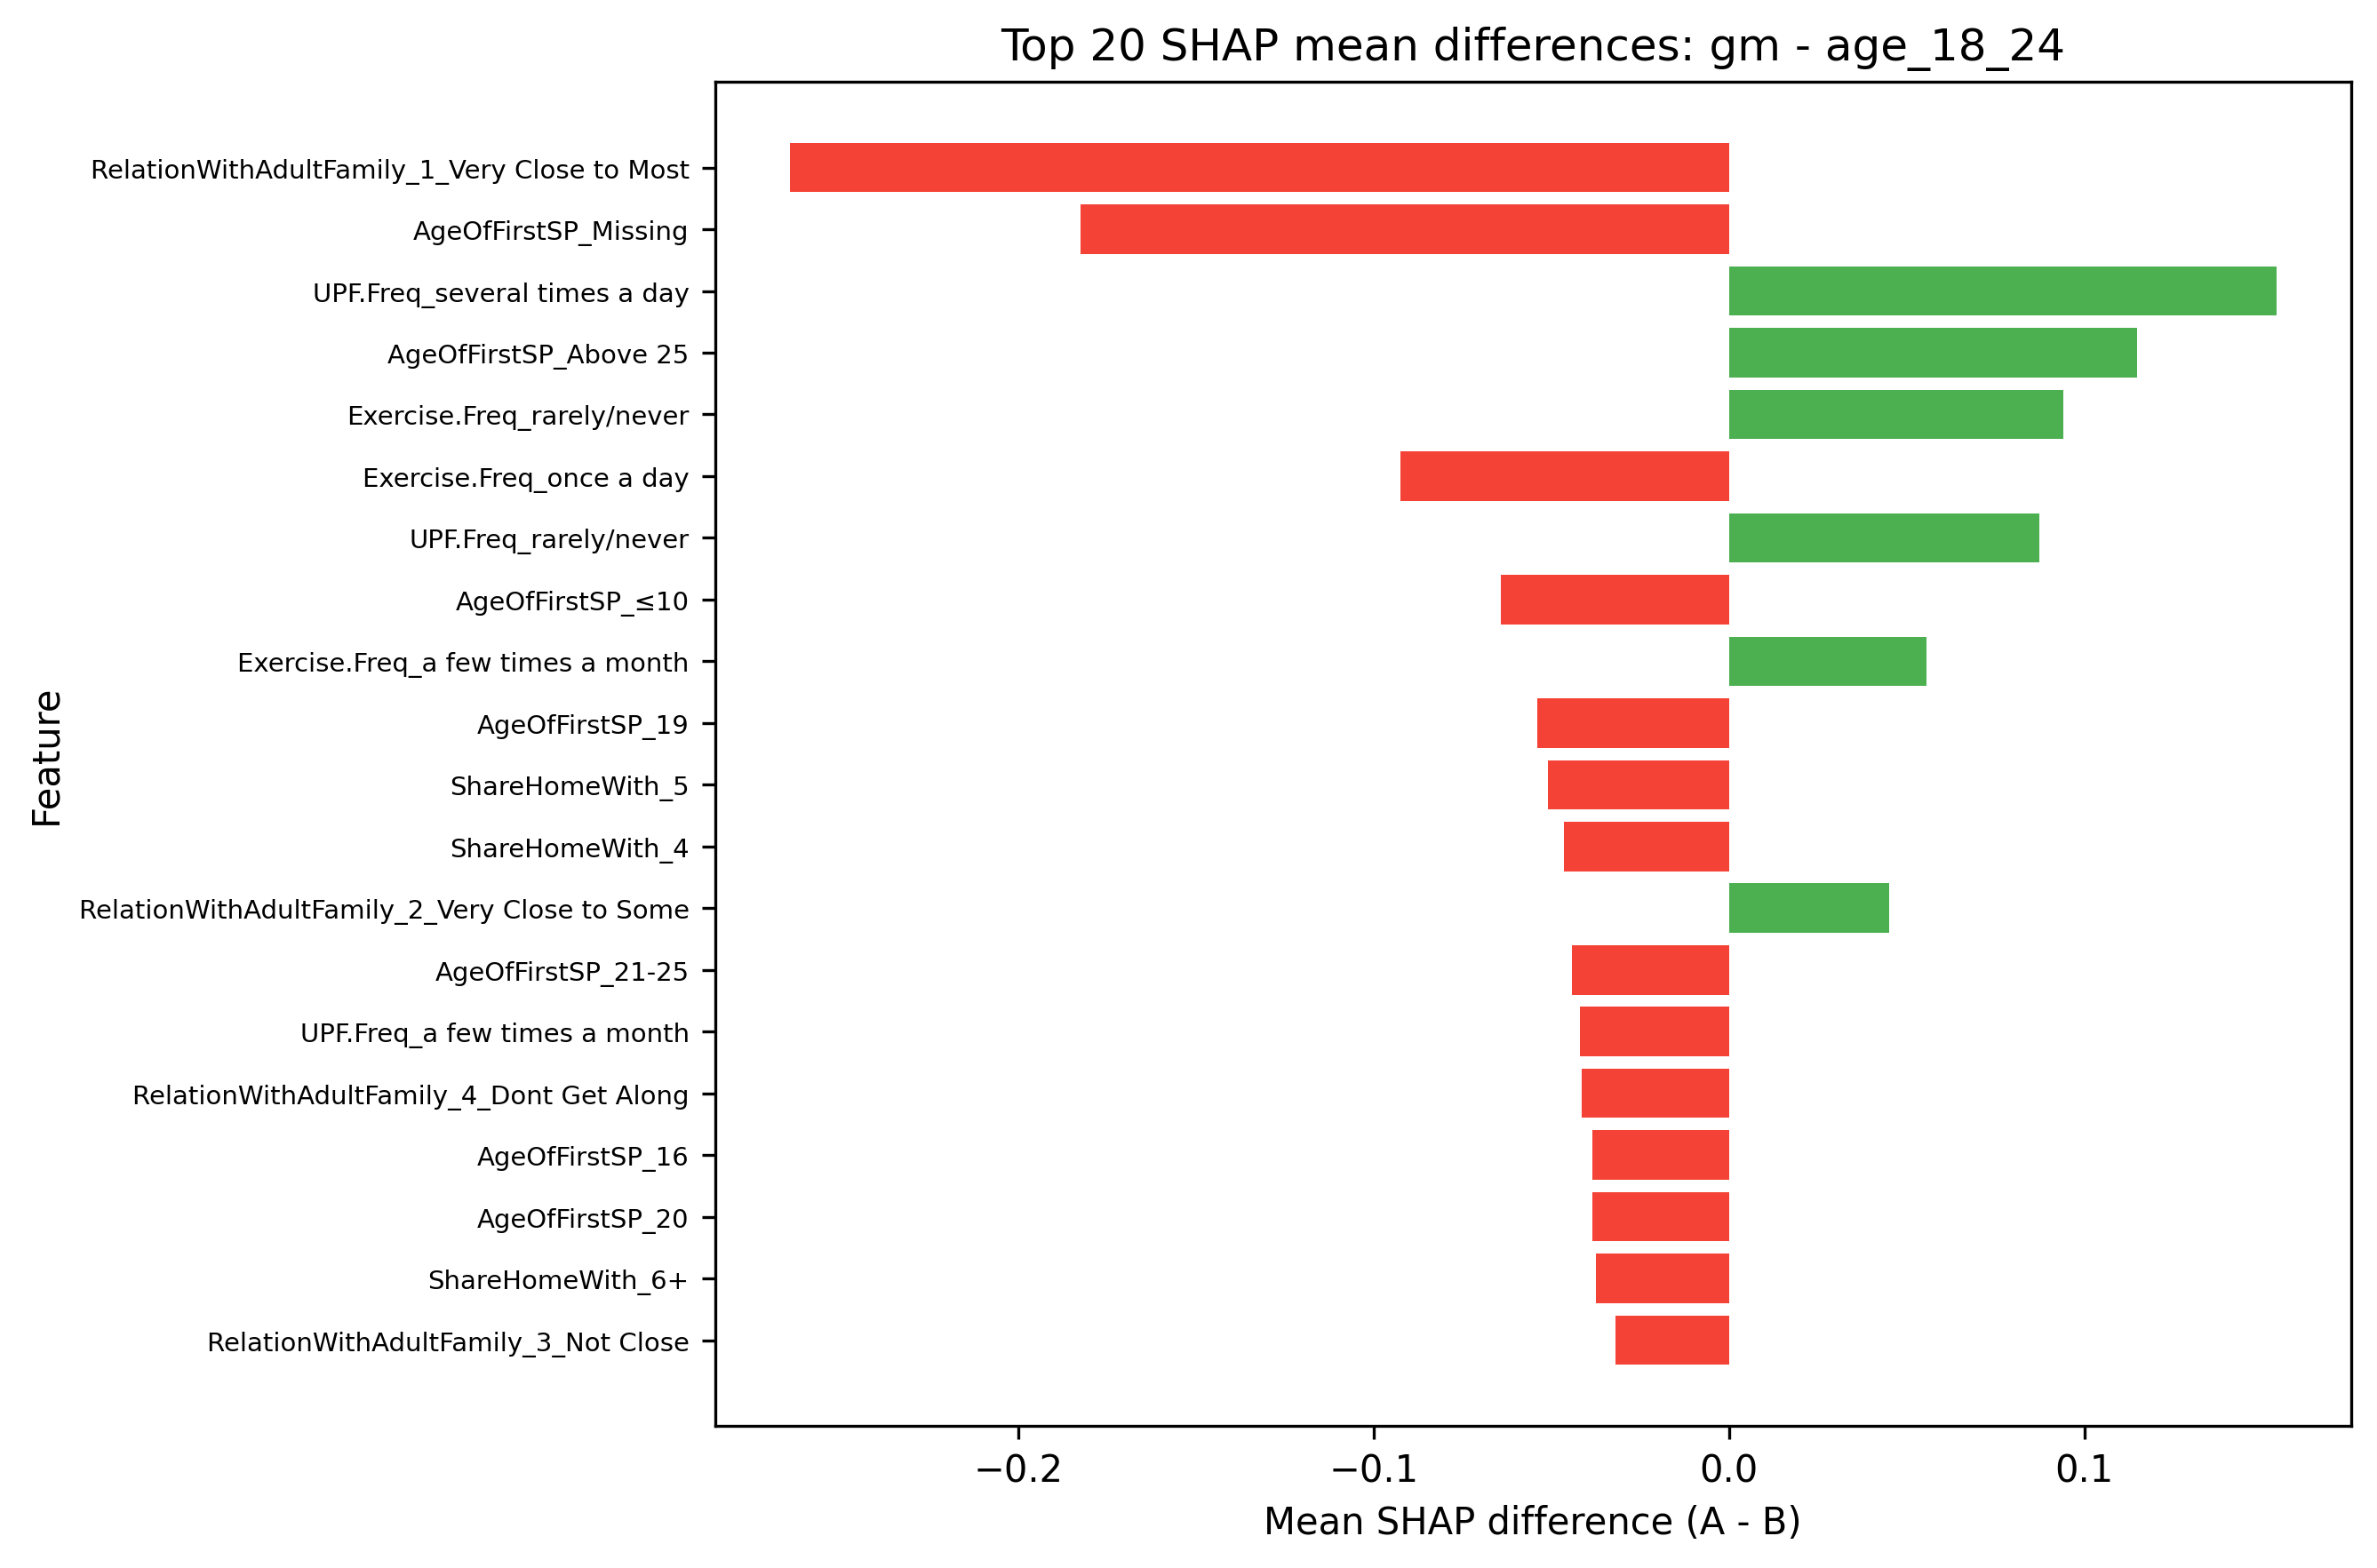 Top 20 SHAP mean differences: gm - age_18_24
Feature
RelationWithAdultFamily_1_Very Close to Most
AgeOfFirstSP_Missing
UPF.Freq_several times a day
AgeOfFirstSP_Above 25
Exercise.Freq_rarely/never
Exercise.Freq_once a day
UPF.Freq_rarely/never
AgeOfFirstSP_≤10
Exercise.Freq_a few times a month
AgeOfFirstSP_19
ShareHomeWith_5
ShareHomeWith_4
RelationWithAdultFamily_2_Very Close to Some
AgeOfFirstSP_21-25
UPF.Freq_a few times a month
RelationWithAdultFamily_4_Dont Get Along
AgeOfFirstSP_16
AgeOfFirstSP_20
ShareHomeWith_6+
RelationWithAdultFamily_3_Not Close
−0.2 −0.1 0.0 0.1
Mean SHAP difference (A - B)